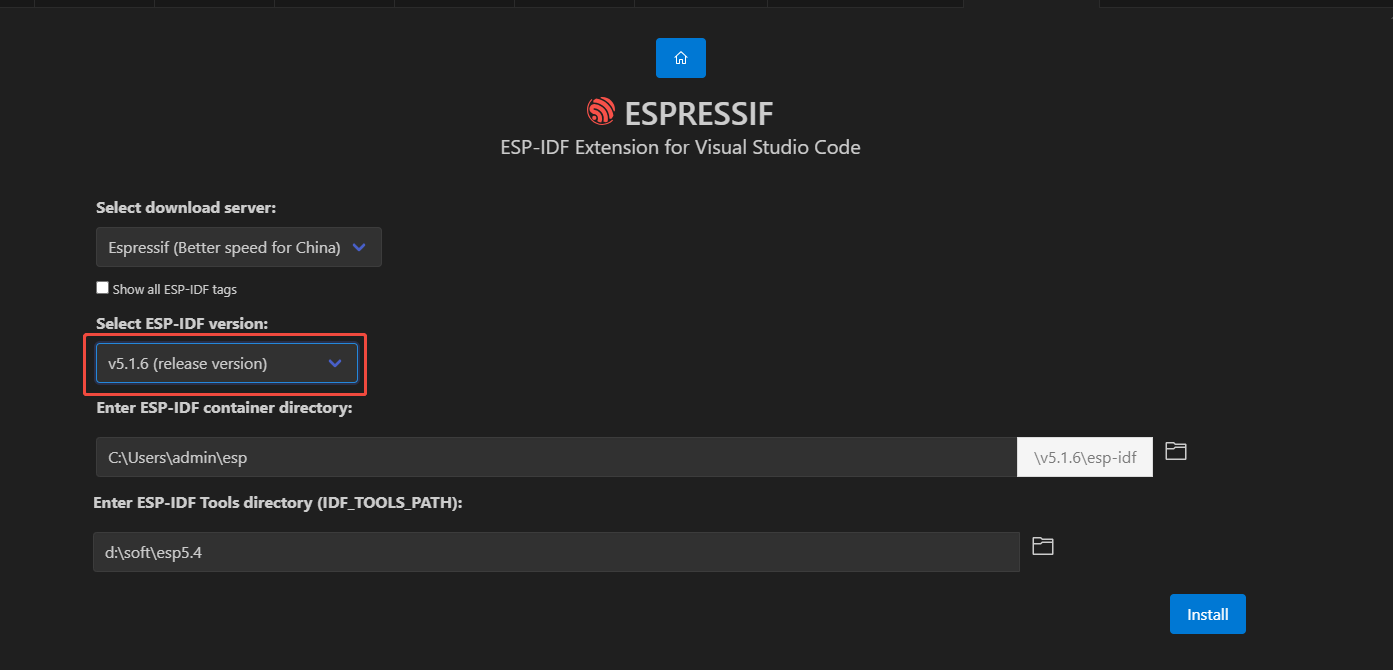 ESPRESSIF
ESP-IDF Extension for Visual Studio Code
Select download server:
Espressif (Better speed for China)
Show all ESP-IDF tags
Select ESP-IDF version:
v5.1.6 (release version)
Enter ESP-IDF container directory:
C:\Users\admin\esp
\v5.1.6\esp-idf
Enter ESP-IDF Tools directory (IDF_TOOLS_PATH):
d:\soft\esp5.4
Install